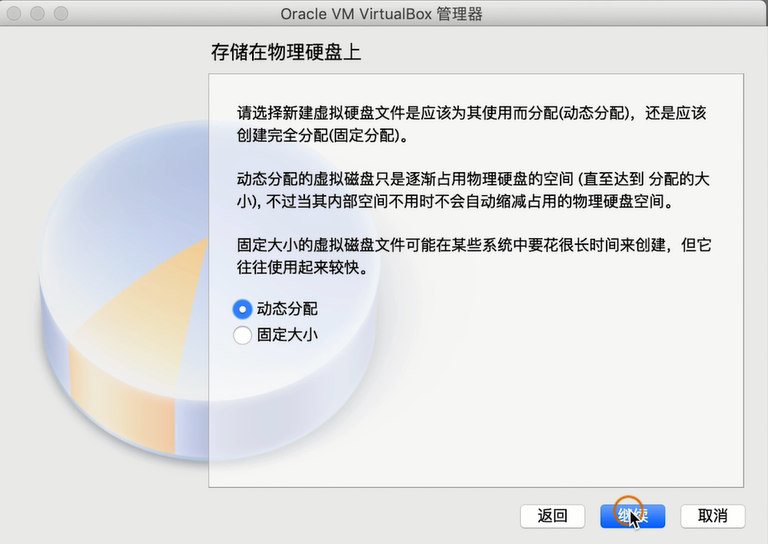 Oracle VM VirtualBox 管理器
存储在物理硬盘上
请选择新建虚拟硬盘文件是应该为其使用而分配(动态分配)，还是应该
创建完全分配(固定分配)。
动态分配的虚拟磁盘只是逐渐占用物理硬盘的空间 (直至达到 分配的大
小), 不过当其内部空间不用时不会自动缩减占用的物理硬盘空间。
固定大小的虚拟磁盘文件可能在某些系统中要花很长时间来创建，但它
往往使用起来较快。
动态分配
固定大小
返回
继续
取消